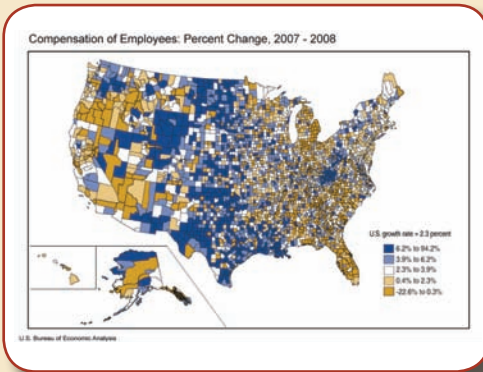 Compensation of Employees: Percent Change, 2007 - 2008
U.S. growth rate = 2.3 percent
6.2% to 94.2%
3.9% to 6.2%
2.3% to 3.9%
0.4% to 2.3%
-22.6% to 0.3%
U.S. Bureau of Economic Analysis